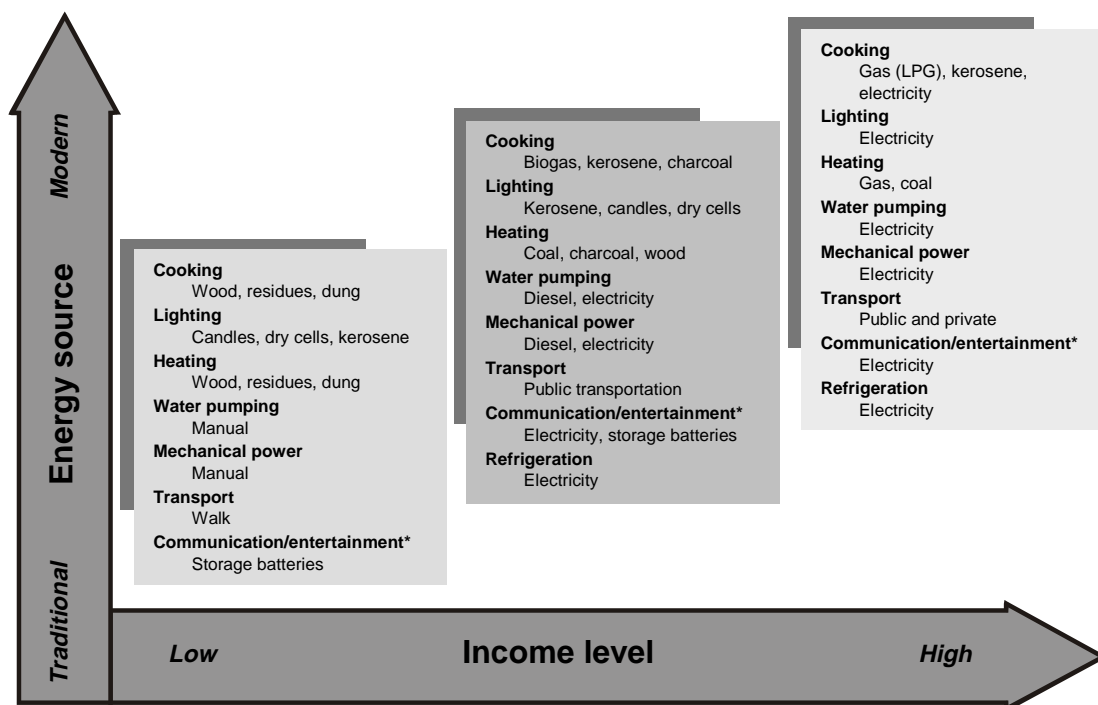 Modern
Energy source
Traditional
Cooking
Wood, residues, dung
Lighting
Candles, dry cells, kerosene
Heating
Wood, residues, dung
Water pumping
Manual
Mechanical power
Manual
Transport
Walk
Communication/entertainment*
Storage batteries
Cooking
Biogas, kerosene, charcoal
Lighting
Kerosene, candles, dry cells
Heating
Coal, charcoal, wood
Water pumping
Diesel, electricity
Mechanical power
Diesel, electricity
Transport
Public transportation
Communication/entertainment*
Electricity, storage batteries
Refrigeration
Electricity
Cooking
Gas (LPG), kerosene,
electricity
Lighting
Electricity
Heating
Gas, coal
Water pumping
Electricity
Mechanical power
Electricity
Transport
Public and private
Communication/entertainment*
Electricity
Refrigeration
Electricity
Low Income level High